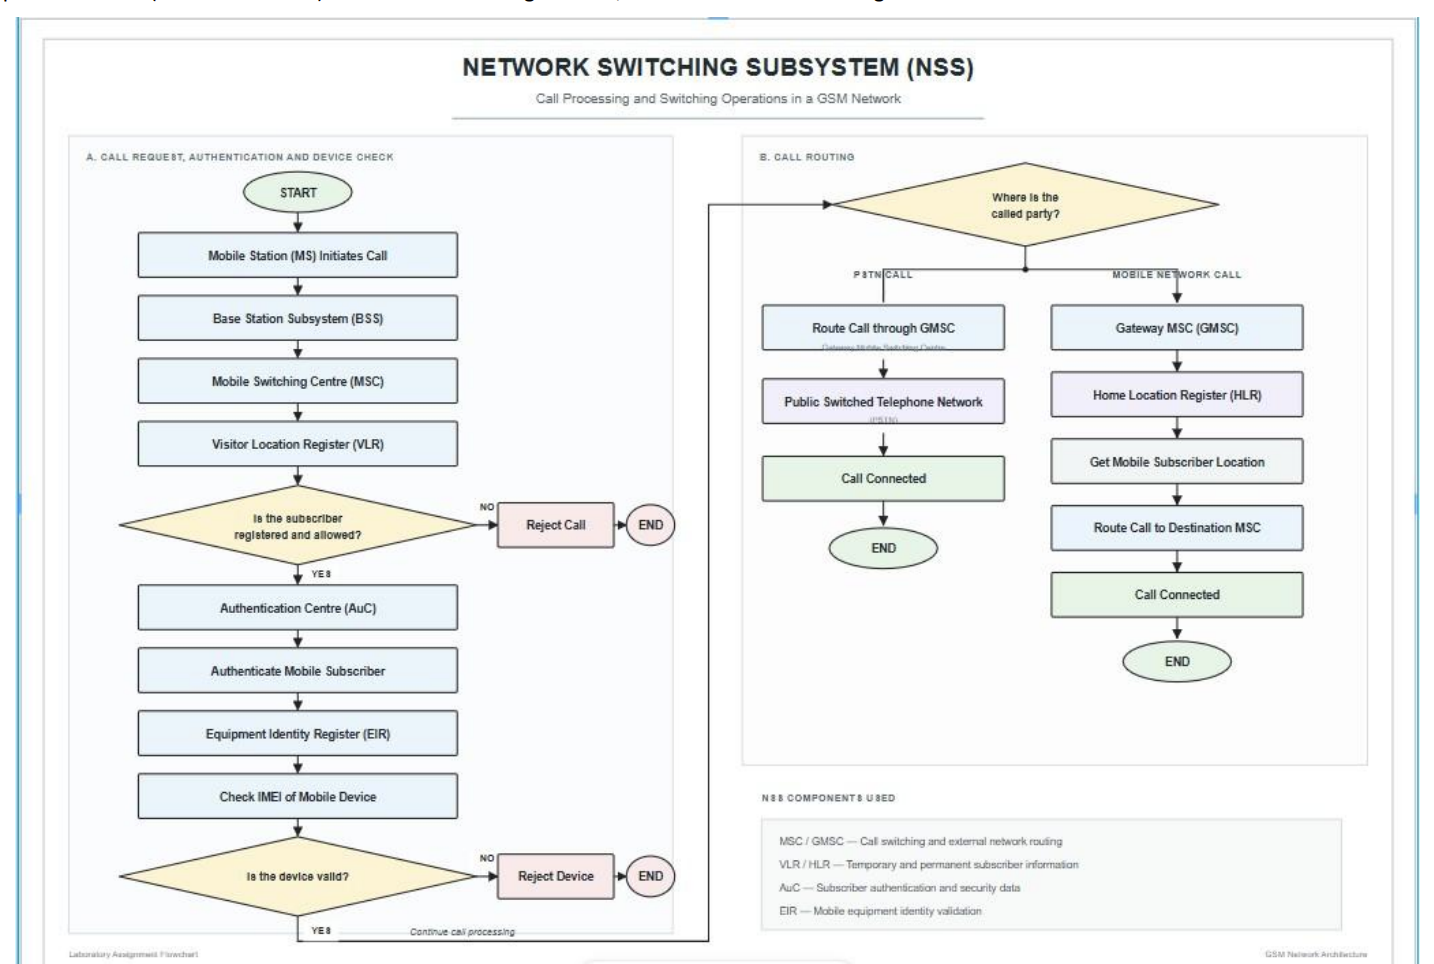 NETWORK SWITCHING SUBSYSTEM (NSS)
Call Processing and Switching Operations in a GSM Network
A. CALL REQUEST, AUTHENTICATION AND DEVICE CHECK
START
Mobile Station (MS) Initiates Call
Base Station Subsystem (BSS)
Mobile Switching Centre (MSC)
Visitor Location Register (VLR)
Is the subscriber
registered and allowed?
NO
Reject Call
END
YES
Authentication Centre (AuC)
Authenticate Mobile Subscriber
Equipment Identity Register (EIR)
Check IMEI of Mobile Device
Is the device valid?
NO
Reject Device
END
YES
Continue call processing
B. CALL ROUTING
Where is the
called party?
PSTN CALL
Route Call through GMSC
Gateway Mobile Switching Centre
Public Switched Telephone Network
(PSTN)
Call Connected
END
MOBILE NETWORK CALL
Gateway MSC (GMSC)
Home Location Register (HLR)
Get Mobile Subscriber Location
Route Call to Destination MSC
Call Connected
END
NSS COMPONENTS USED
MSC / GMSC — Call switching and external network routing
VLR / HLR — Temporary and permanent subscriber information
AuC — Subscriber authentication and security data
EIR — Mobile equipment identity validation
Laboratory Assignment Flowchart
GSM Network Architecture